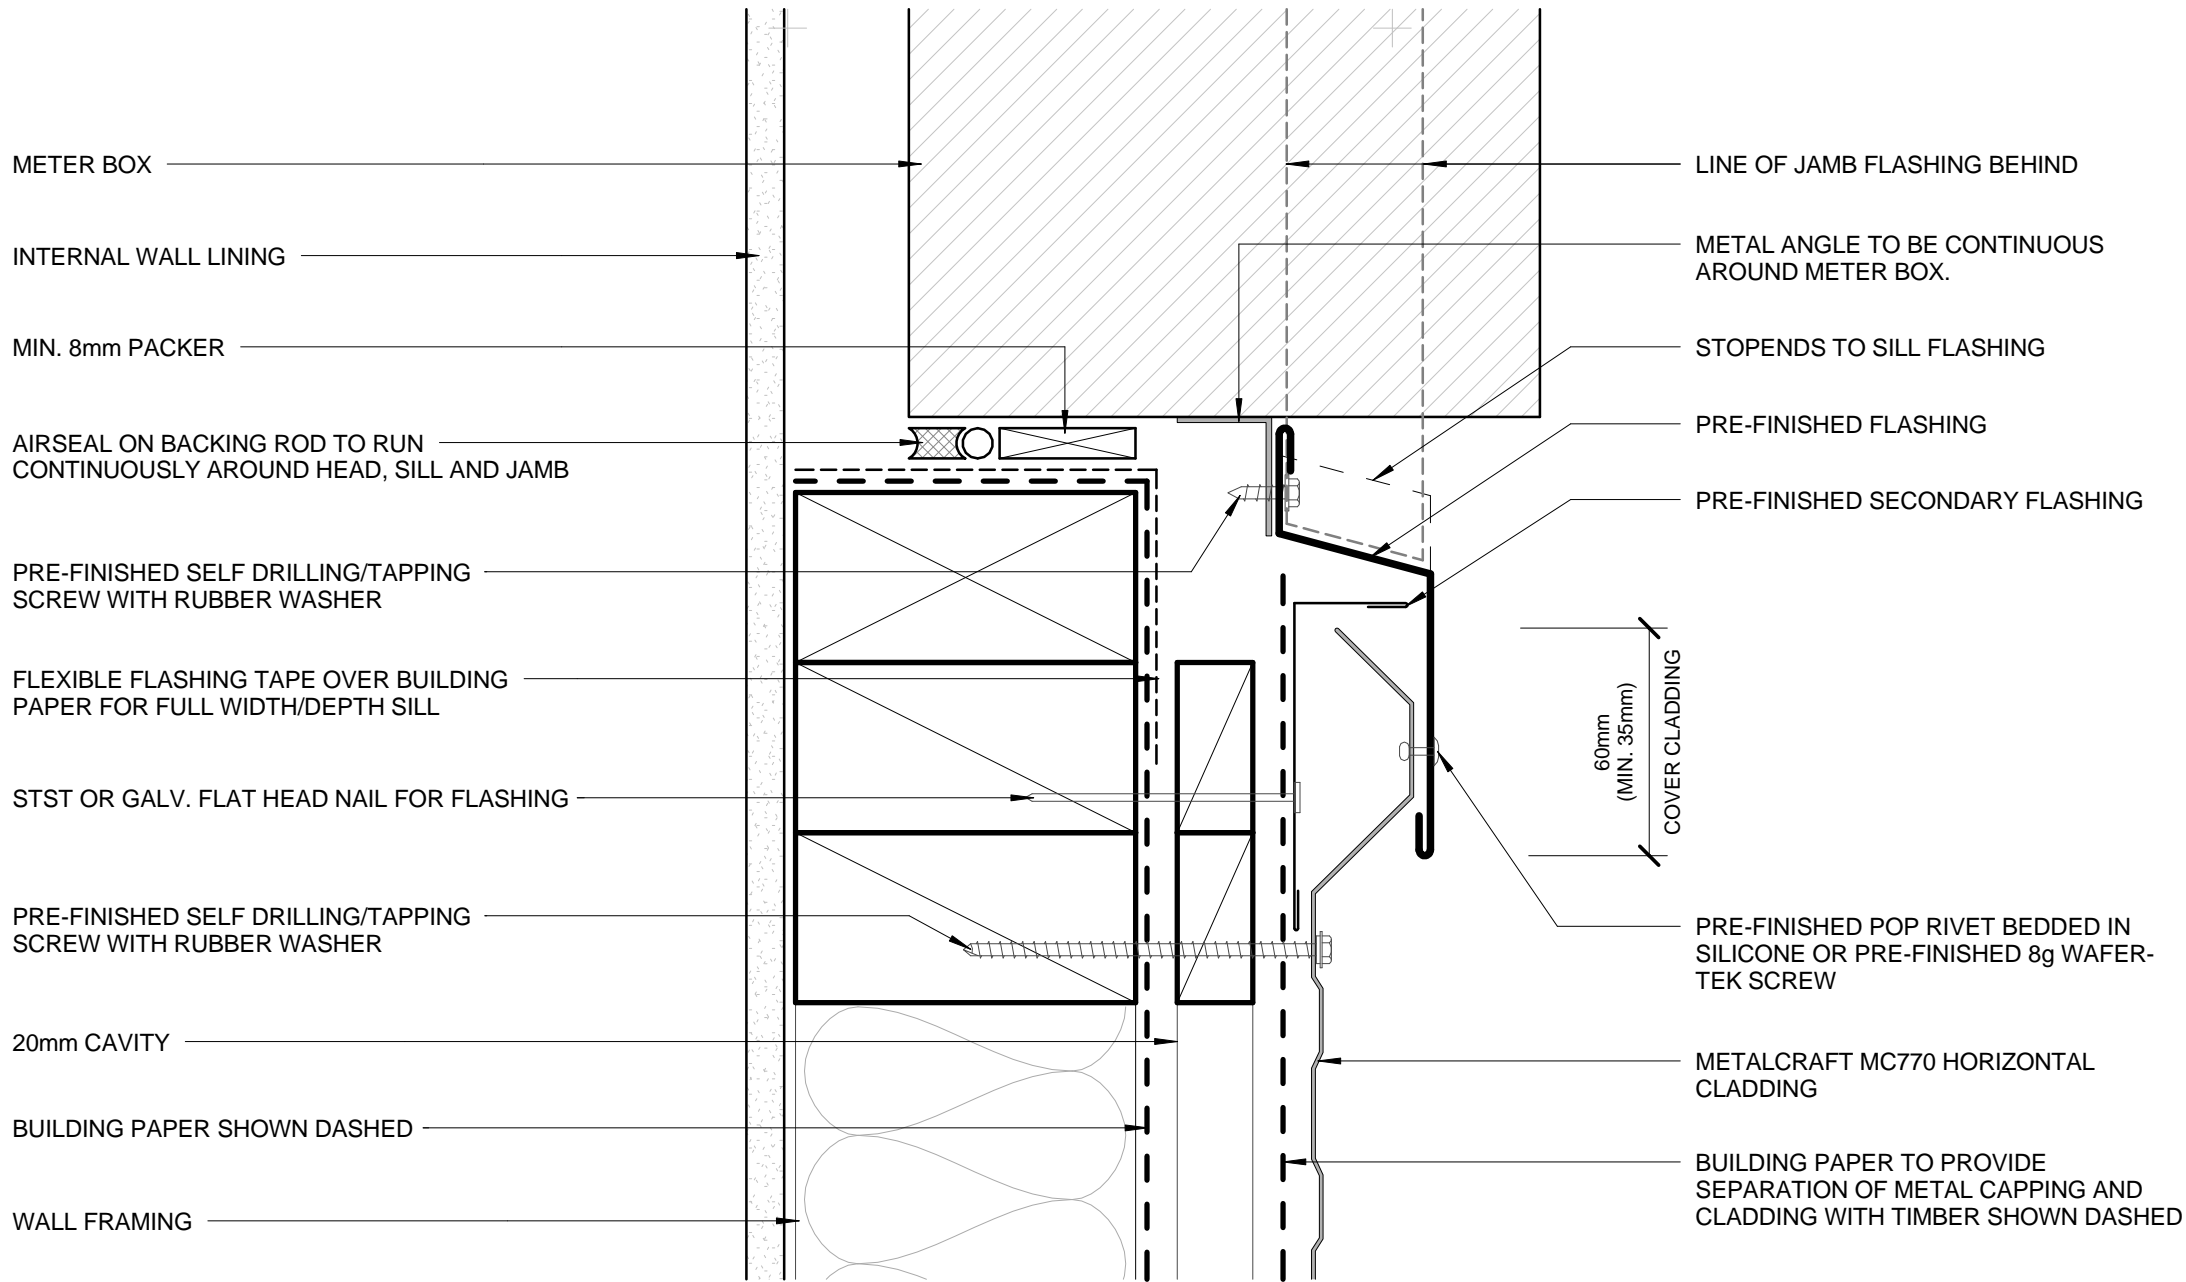 METER BOX
INTERNAL WALL LINING
MIN. 8mm PACKER
AIRSEAL ON BACKING ROD TO RUN
CONTINUOUSLY AROUND HEAD, SILL AND JAMB
PRE-FINISHED SELF DRILLING/TAPPING
SCREW WITH RUBBER WASHER
FLEXIBLE FLASHING TAPE OVER BUILDING
PAPER FOR FULL WIDTH/DEPTH SILL
STST OR GALV. FLAT HEAD NAIL FOR FLASHING
PRE-FINISHED SELF DRILLING/TAPPING
SCREW WITH RUBBER WASHER
20mm CAVITY
BUILDING PAPER SHOWN DASHED
WALL FRAMING
LINE OF JAMB FLASHING BEHIND
METAL ANGLE TO BE CONTINUOUS
AROUND METER BOX.
STOPENDS TO SILL FLASHING
PRE-FINISHED FLASHING
PRE-FINISHED SECONDARY FLASHING
60mm
(MIN. 35mm)
COVER CLADDING
PRE-FINISHED POP RIVET BEDDED IN
SILICONE OR PRE-FINISHED 8g WAFER-
TEK SCREW
METALCRAFT MC770 HORIZONTAL
CLADDING
BUILDING PAPER TO PROVIDE
SEPARATION OF METAL CAPPING AND
CLADDING WITH TIMBER SHOWN DASHED